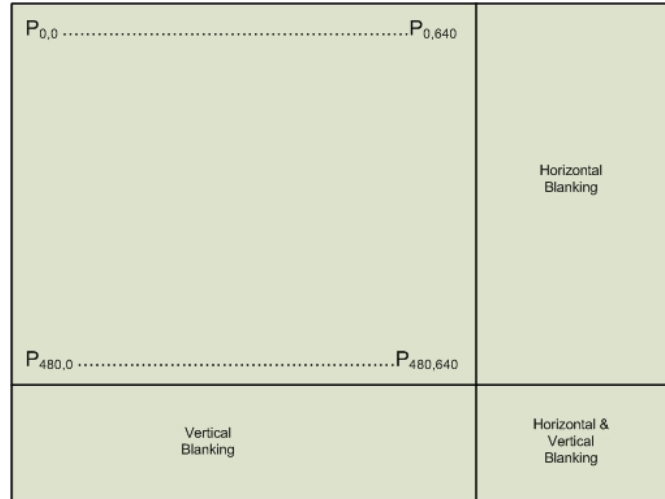 P0,0 ........................................................ P0,640
Horizontal
Blanking
P480,0 .................................................... P480,640
Vertical
Blanking
Horizontal &
Vertical
Blanking